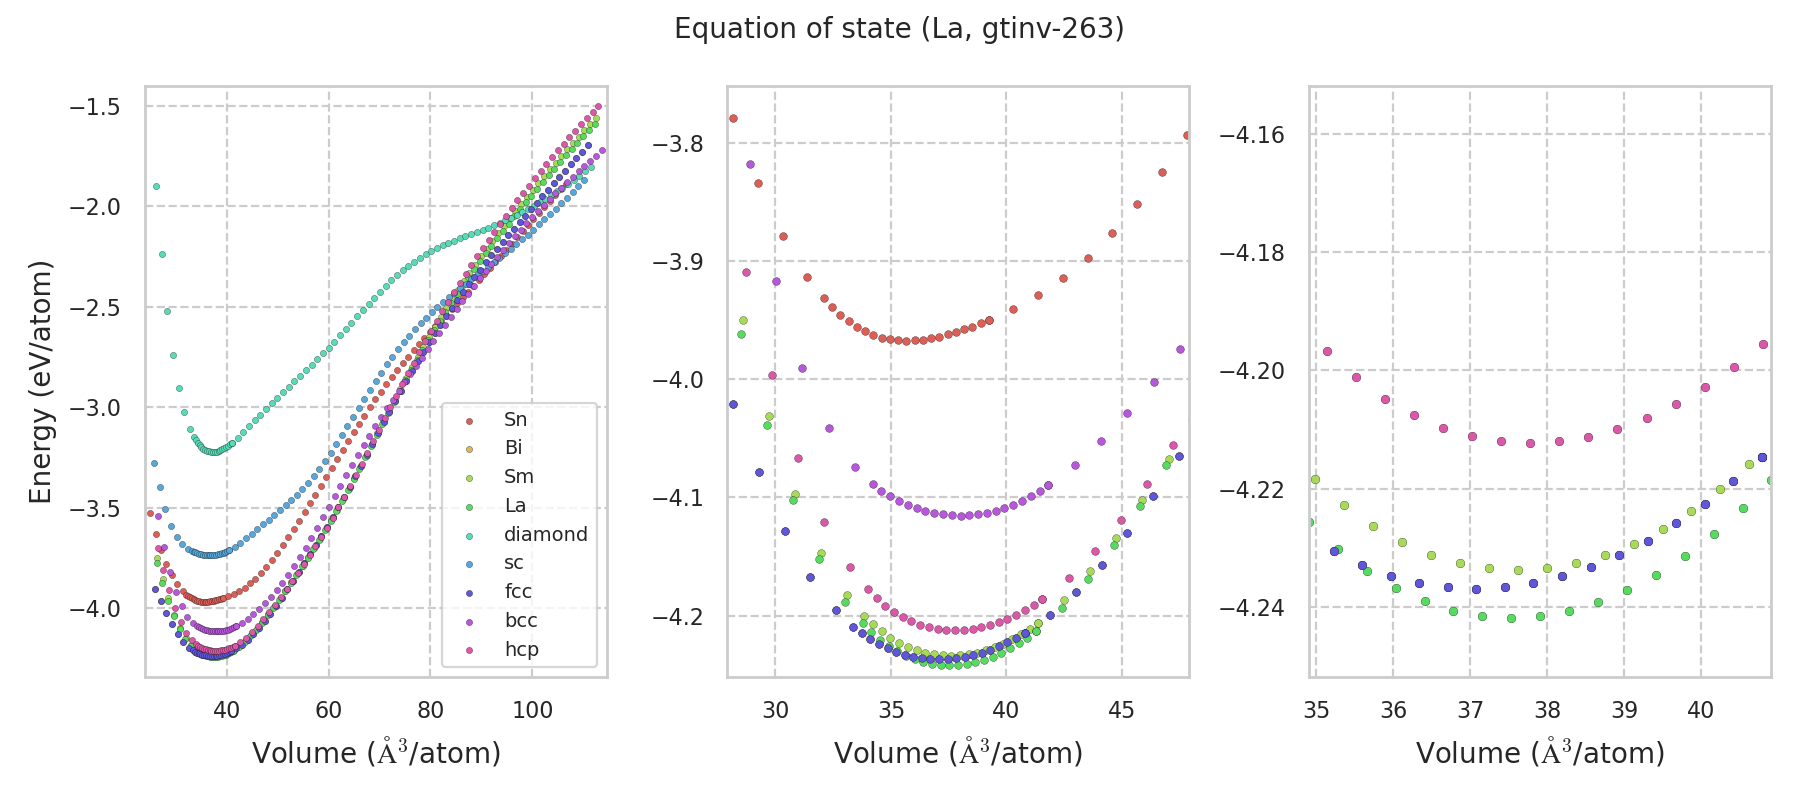 Equation of state (La, gtinv-263)
Energy (eV/atom)
−1.5
−2.0
−2.5
−3.0
−3.5
−4.0
40 60 80 100
Volume (Å³/atom)
Sn
Bi
Sm
La
diamond
sc
fcc
bcc
hcp
−3.8
−3.9
−4.0
−4.1
−4.2
30 35 40 45
Volume (Å³/atom)
−4.16
−4.18
−4.20
−4.22
−4.24
35 36 37 38 39 40
Volume (Å³/atom)